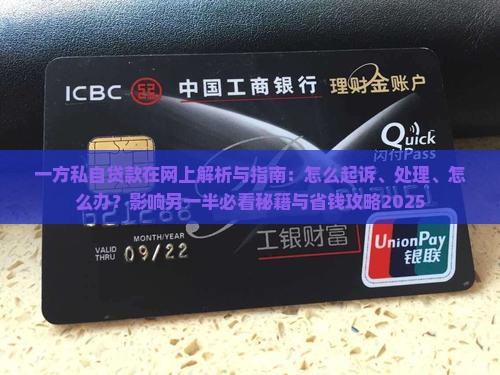 ICBC 中国工商银行 理财金账户
Quick
闪付Pass
一方私自贷款在网上解析与指南：怎么起诉、处理、怎
么办？影响另一半必看秘籍与省钱攻略2025
MONTH/YEAR
VALID
THRU 09/22
工银财富
UnionPay
银联